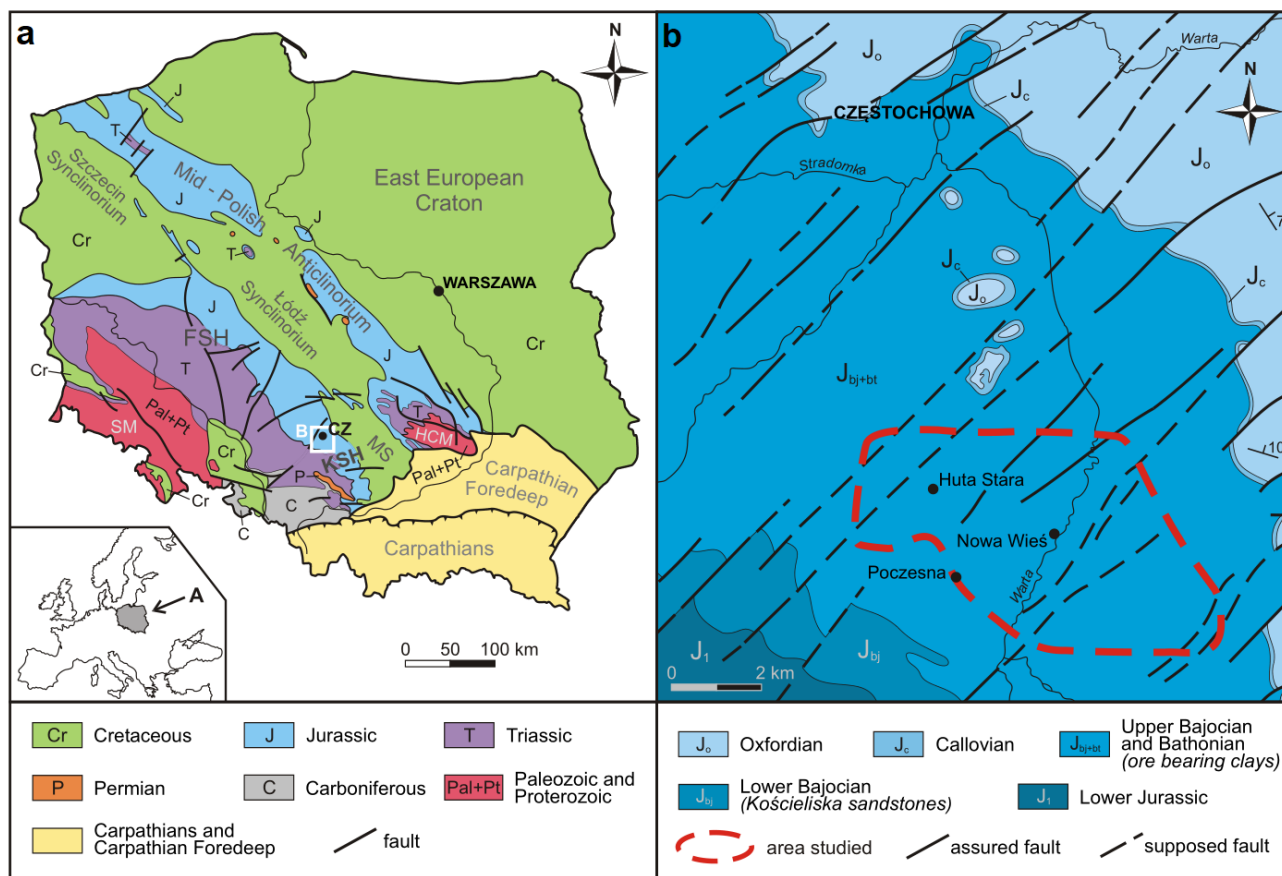 a
N
J
T
Szczecin
Synclinorium
Mid - Polish
J
East European
Craton
Cr
T
J
Anticlinorium
WARSZAWA
J
Łódź
Synclinorium
FSH
J
Cr
Cr
T
Pal+Pt
B
CZ
T
HCM
SM
MS
Cr
KSH
P
Pal+Pt
Carpathian
Foredeep
Cr
C
C
Carpathians
A
0 50 100 km
Cr Cretaceous
J Jurassic
T Triassic
P Permian
C Carboniferous
Pal+Pt Paleozoic and
Proterozoic
Carpathians and
Carpathian Foredeep
fault
b
Warta
Jo
N
Jc
CZĘSTOCHOWA
Jo
Stradomka
7
Jc
Jo
Jc
Jbj+bt
10
Huta Stara
Nowa Wieś
Poczesna
Warta
J1
Jbj
0 2 km
Jo Oxfordian
Jc Callovian
Jbj+bt Upper Bajocian
and Bathonian
(ore bearing clays)
Jbj Lower Bajocian
(Kościeliska sandstones)
J1 Lower Jurassic
area studied
assured fault
supposed fault